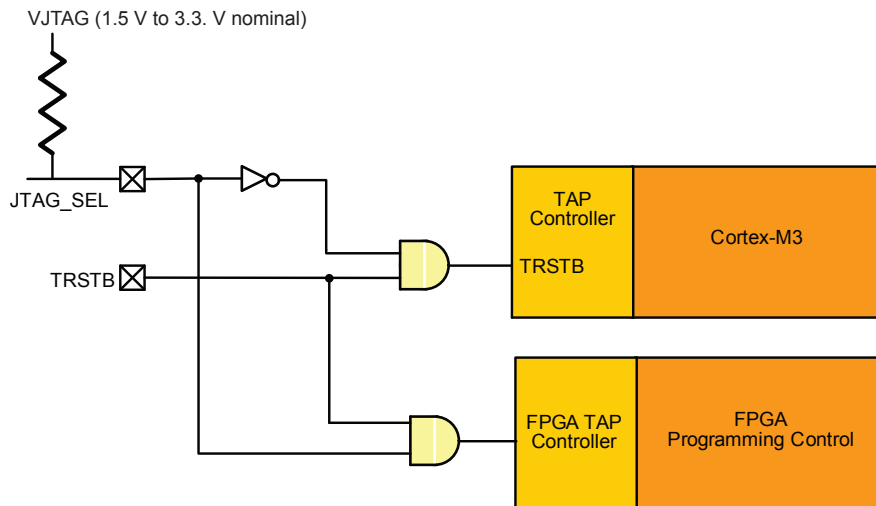 VJTAG (1.5 V to 3.3. V nominal)
JTAG_SEL
TAP
Controller
Cortex-M3
TRSTB
TRSTB
FPGA TAP
Controller
FPGA
Programming Control